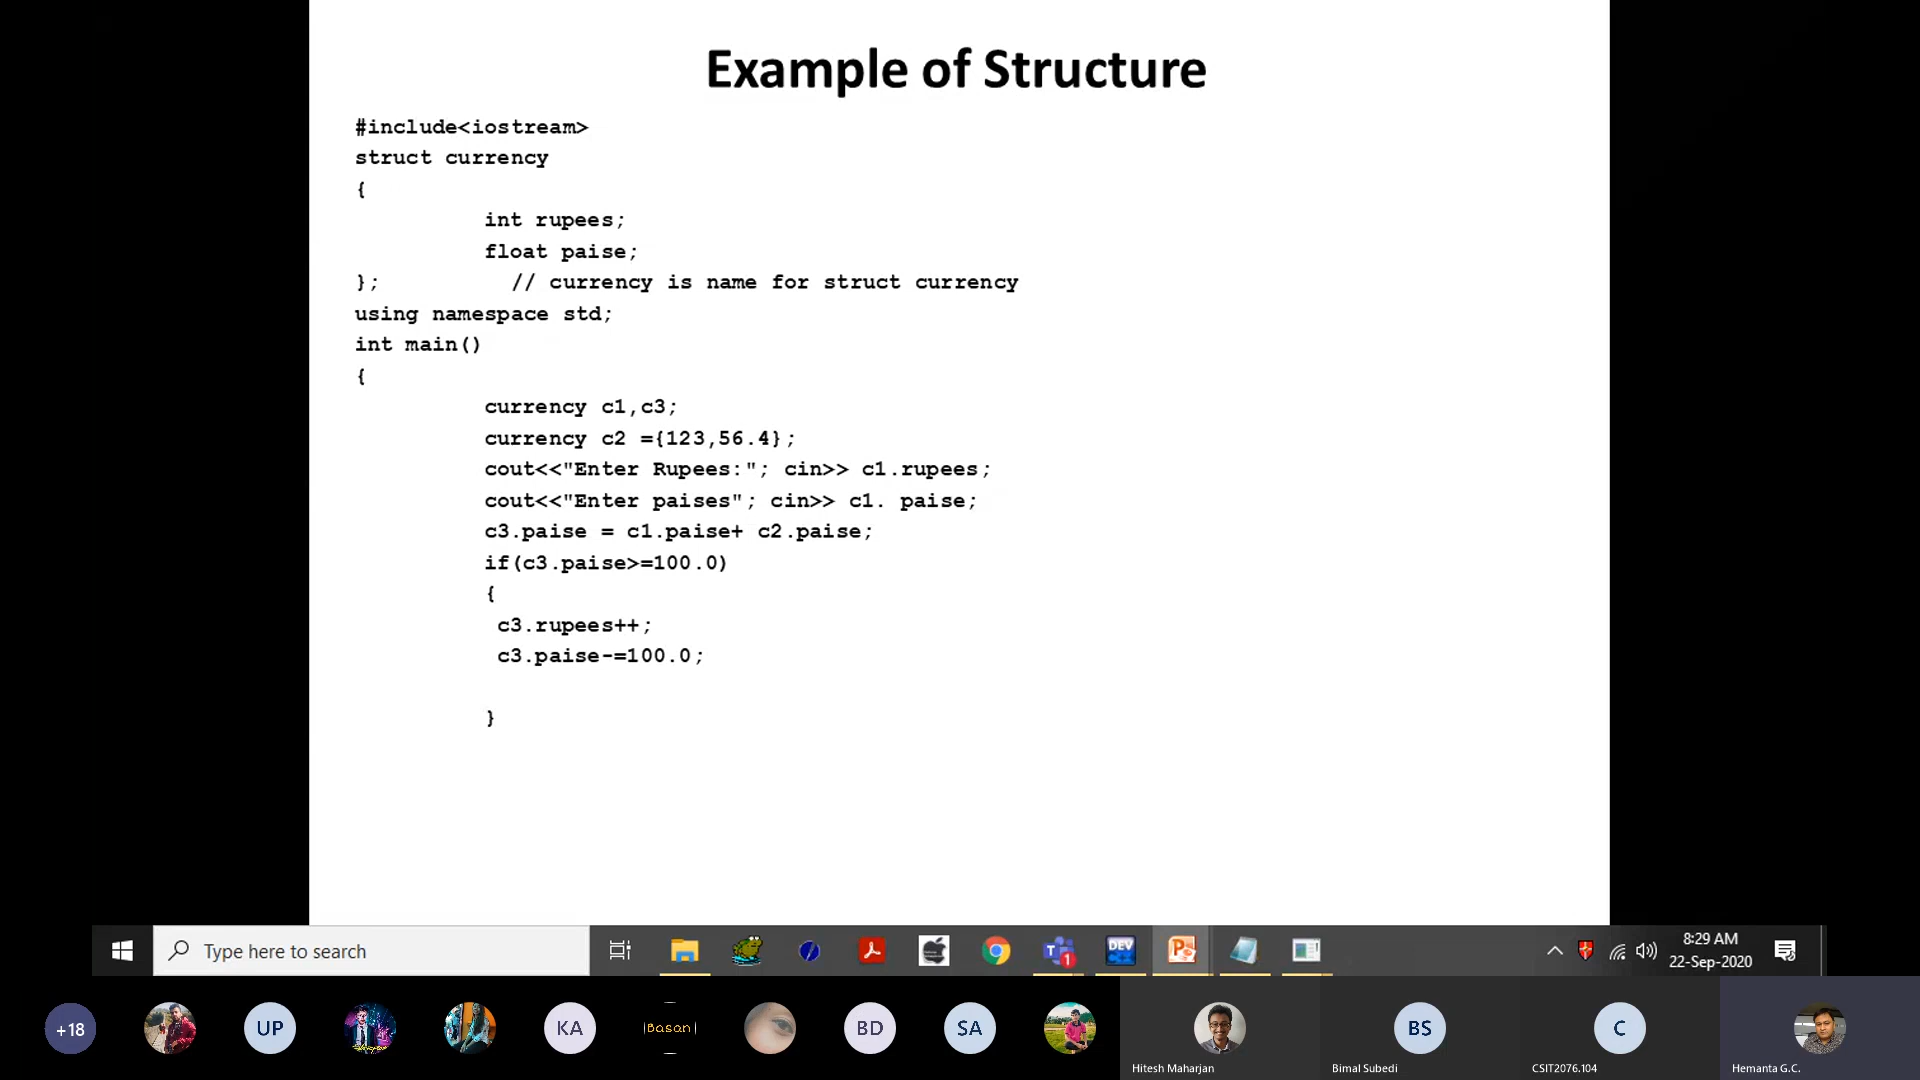 Example of Structure
#include<iostream>
struct currency
{
int rupees;
float paise;
}; // currency is name for struct currency
using namespace std;
int main()
{
currency c1,c3;
currency c2 ={123,56.4};
cout<<"Enter Rupees:"; cin>> c1.rupees;
cout<<"Enter paises"; cin>> c1. paise;
c3.paise = c1.paise+ c2.paise;
if(c3.paise>=100.0)
{
c3.rupees++;
c3.paise-=100.0;
}
Type here to search
DEV
T 1
P
8:29 AM
22-Sep-2020
+18
UP
KA
Basan
BD
SA
BS
C
Hitesh Maharjan
Bimal Subedi
CSIT2076.104
Hemanta G.C.